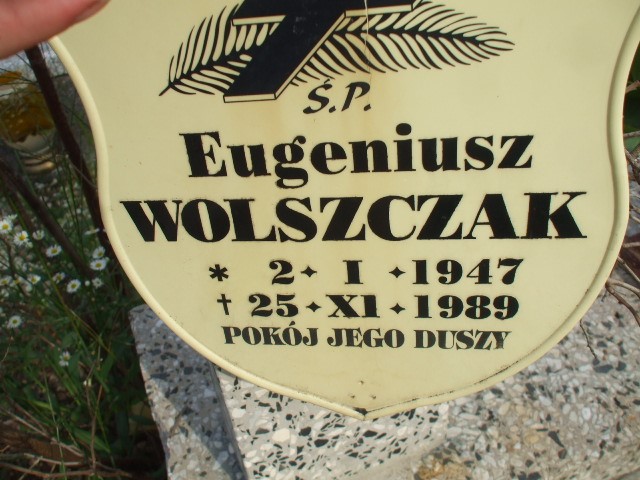 Ś.P.
Eugeniusz
WOLSZCZAK
* 2 ✦ I ✦ 1947
† 25 ✦ XI ✦ 1989
POKÓJ JEGO DUSZY